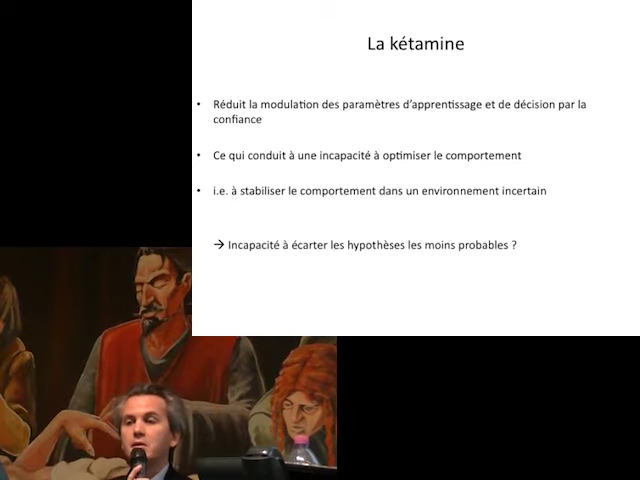 La kétamine
• Réduit la modulation des paramètres d'apprentissage et de décision par la
confiance
• Ce qui conduit à une incapacité à optimiser le comportement
• i.e. à stabiliser le comportement dans un environnement incertain
→ Incapacité à écarter les hypothèses les moins probables ?